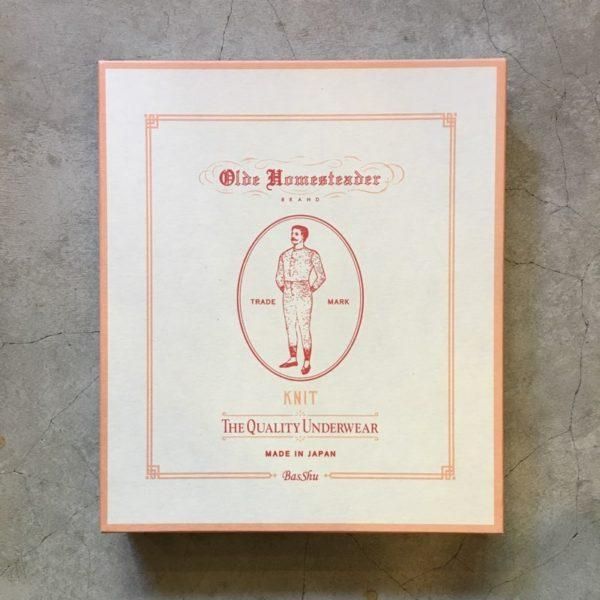 Olde Homesteader
BRAND
TRADE MARK
KNIT
THE QUALITY UNDERWEAR
MADE IN JAPAN
BasShu